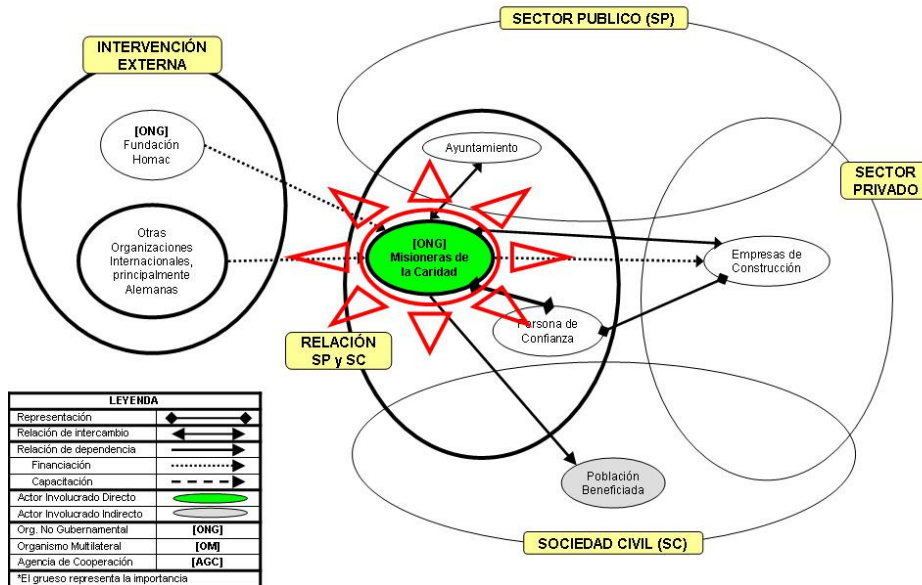 SECTOR PUBLICO (SP)
INTERVENCIÓN
EXTERNA
[ONG]
Fundación
Homac
Ayuntamiento
SECTOR
PRIVADO
Otras
Organizaciones
Internacionales,
principalmente
Alemanas
[ONG]
Misioneras de
la Caridad
Empresas de
Construcción
Persona de
Confianza
RELACIÓN
SP y SC
Población
Beneficiada
SOCIEDAD CIVIL (SC)
LEYENDA
Representación
Relación de intercambio
Relación de dependencia
Financiación
Capacitación
Actor Involucrado Directo
Actor Involucrado Indirecto
Org. No Gubernamental [ONG]
Organismo Multilateral [OM]
Agencia de Cooperación [AGC]
*El grueso representa la importancia